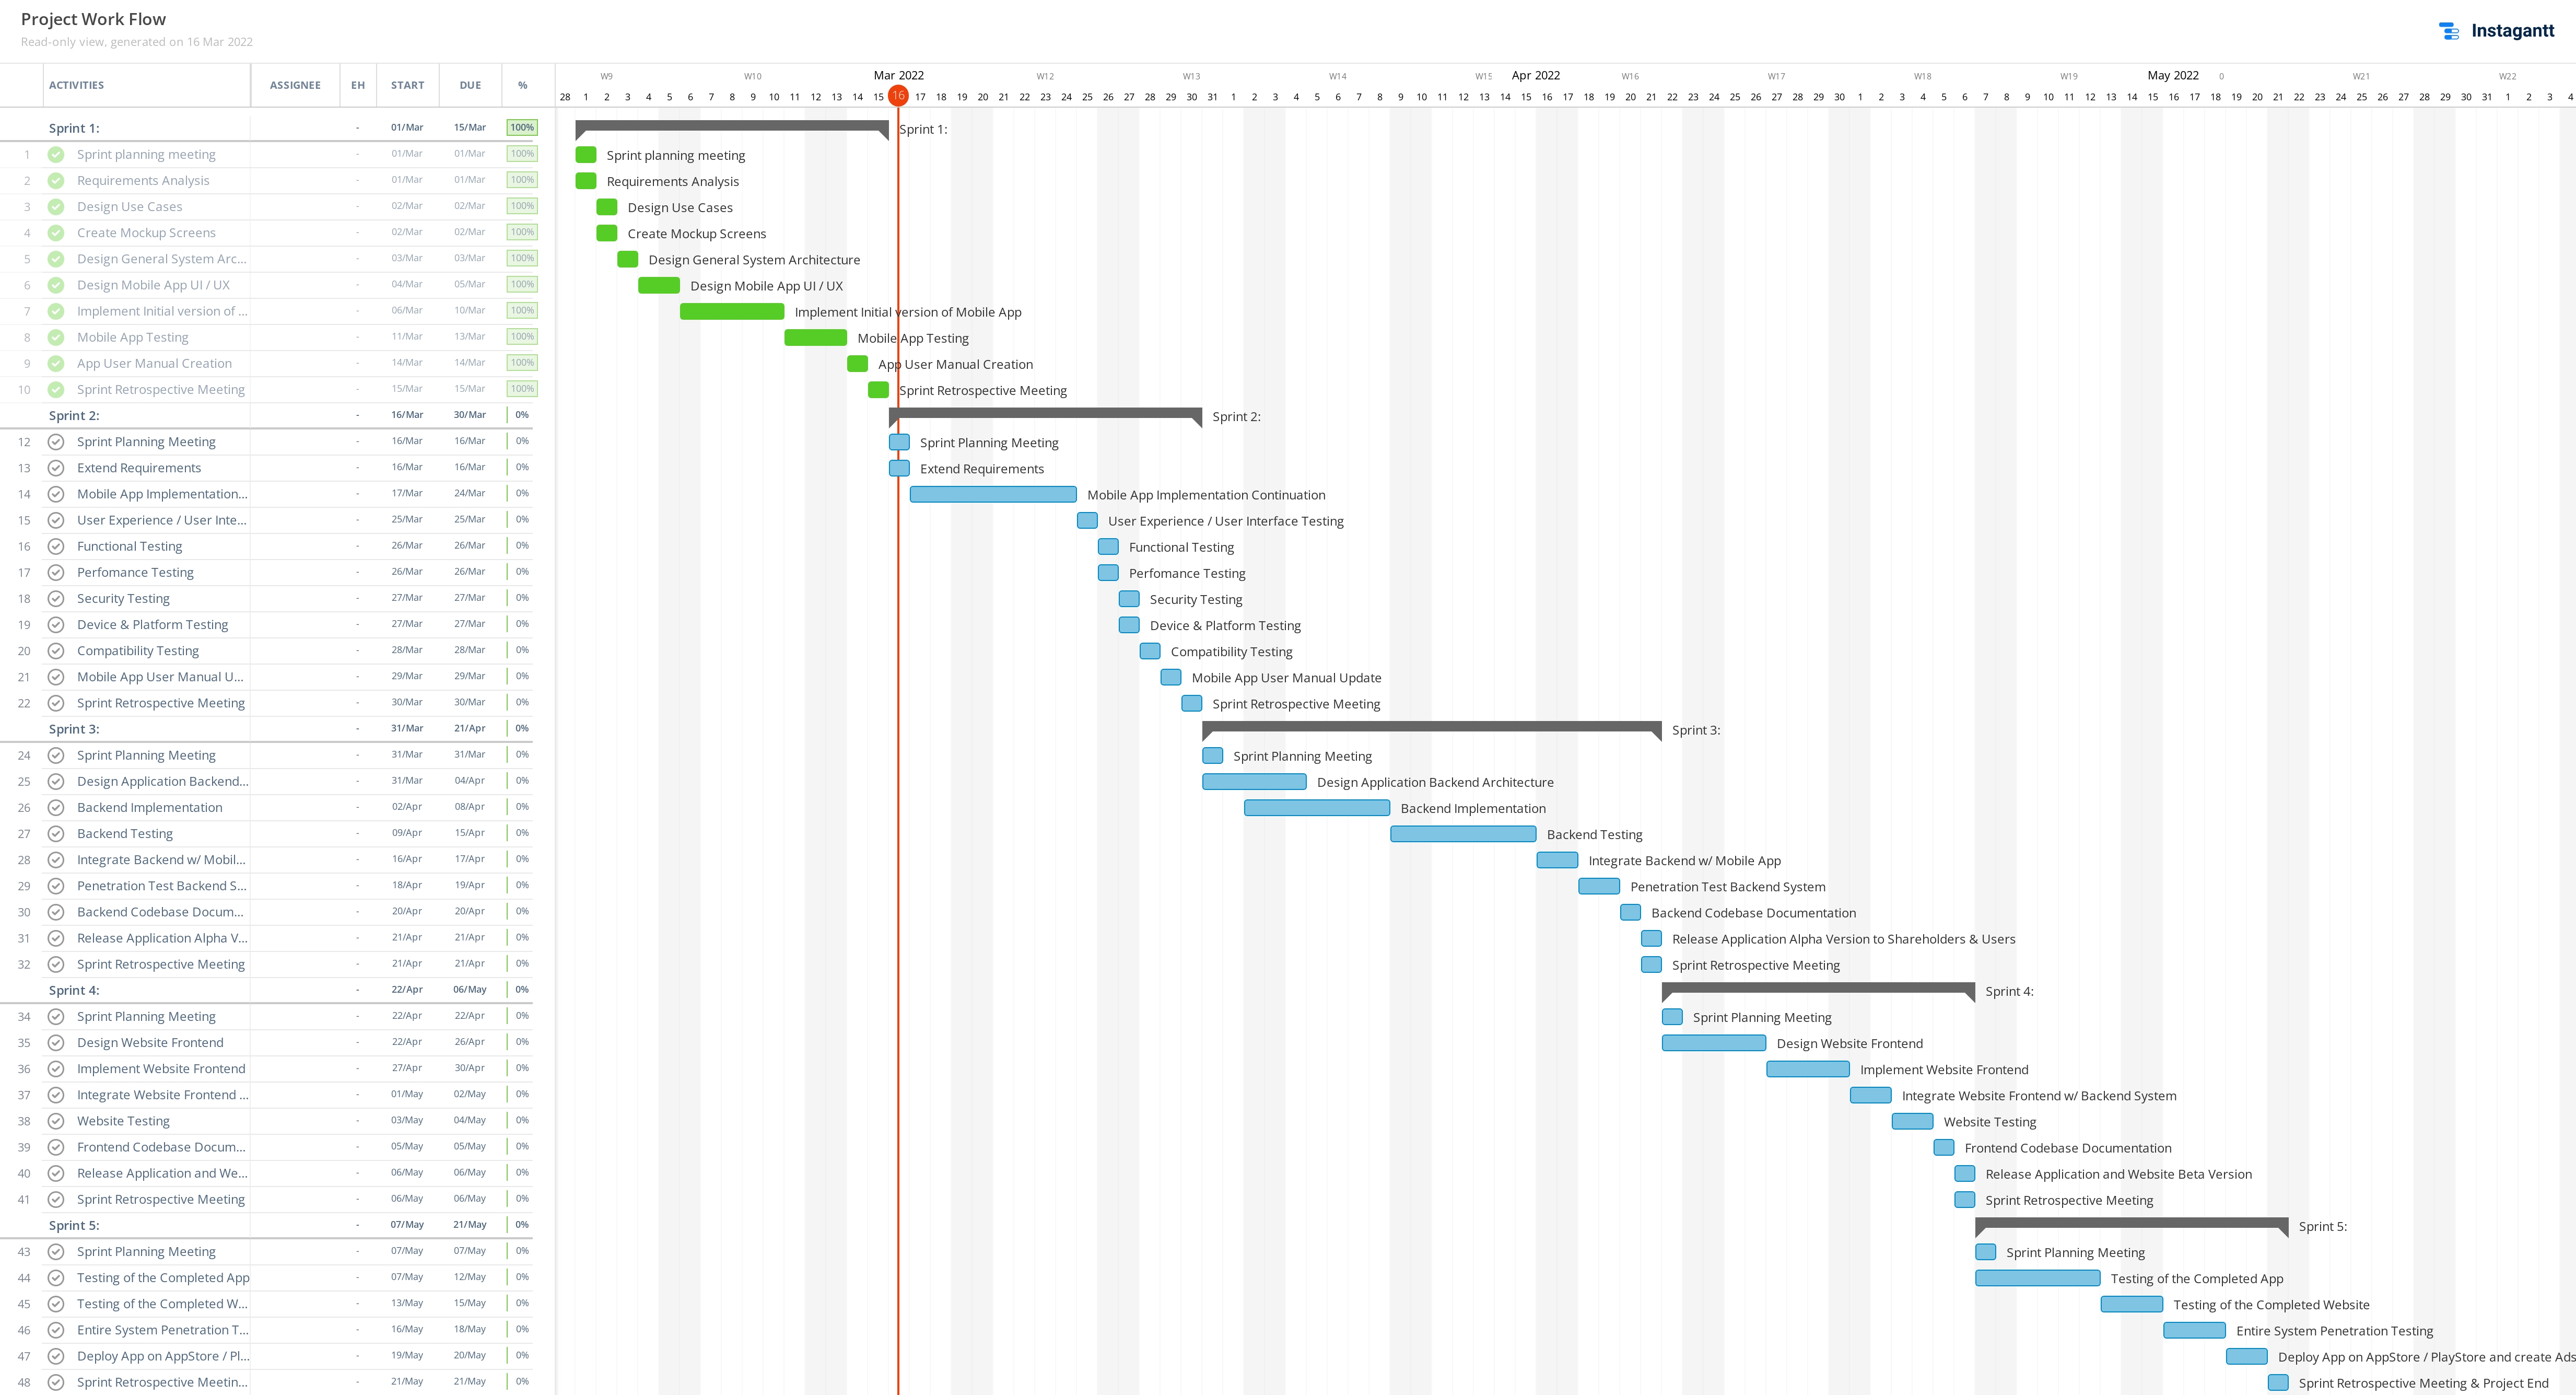 Project Work Flow
Read-only view, generated on 16 Mar 2022
Instagantt
ACTIVITIES ASSIGNEE EH START DUE %
W9 W10 Mar 2022 W12 W13 W14 W15 Apr 2022 W16 W17 W18 W19 May 2022 0 W21 W22
28 1 2 3 4 5 6 7 8 9 10 11 12 13 14 15 16 17 18 19 20 21 22 23 24 25 26 27 28 29 30 31 1 2 3 4 5 6 7 8 9 10 11 12 13 14 15 16 17 18 19 20 21 22 23 24 25 26 27 28 29 30 1 2 3 4 5 6 7 8 9 10 11 12 13 14 15 16 17 18 19 20 21 22 23 24 25 26 27 28 29 30 31 1 2 3 4
Sprint 1: - 01/Mar 15/Mar 100% Sprint 1:
1 Sprint planning meeting - 01/Mar 01/Mar 100% Sprint planning meeting
2 Requirements Analysis - 01/Mar 01/Mar 100% Requirements Analysis
3 Design Use Cases - 02/Mar 02/Mar 100% Design Use Cases
4 Create Mockup Screens - 02/Mar 02/Mar 100% Create Mockup Screens
5 Design General System Arc... - 03/Mar 03/Mar 100% Design General System Architecture
6 Design Mobile App UI / UX - 04/Mar 05/Mar 100% Design Mobile App UI / UX
7 Implement Initial version of ... - 06/Mar 10/Mar 100% Implement Initial version of Mobile App
8 Mobile App Testing - 11/Mar 13/Mar 100% Mobile App Testing
9 App User Manual Creation - 14/Mar 14/Mar 100% App User Manual Creation
10 Sprint Retrospective Meeting - 15/Mar 15/Mar 100% Sprint Retrospective Meeting
Sprint 2: - 16/Mar 30/Mar 0% Sprint 2:
12 Sprint Planning Meeting - 16/Mar 16/Mar 0% Sprint Planning Meeting
13 Extend Requirements - 16/Mar 16/Mar 0% Extend Requirements
14 Mobile App Implementation... - 17/Mar 24/Mar 0% Mobile App Implementation Continuation
15 User Experience / User Inte... - 25/Mar 25/Mar 0% User Experience / User Interface Testing
16 Functional Testing - 26/Mar 26/Mar 0% Functional Testing
17 Perfomance Testing - 26/Mar 26/Mar 0% Perfomance Testing
18 Security Testing - 27/Mar 27/Mar 0% Security Testing
19 Device & Platform Testing - 27/Mar 27/Mar 0% Device & Platform Testing
20 Compatibility Testing - 28/Mar 28/Mar 0% Compatibility Testing
21 Mobile App User Manual U... - 29/Mar 29/Mar 0% Mobile App User Manual Update
22 Sprint Retrospective Meeting - 30/Mar 30/Mar 0% Sprint Retrospective Meeting
Sprint 3: - 31/Mar 21/Apr 0% Sprint 3:
24 Sprint Planning Meeting - 31/Mar 31/Mar 0% Sprint Planning Meeting
25 Design Application Backend... - 31/Mar 04/Apr 0% Design Application Backend Architecture
26 Backend Implementation - 02/Apr 08/Apr 0% Backend Implementation
27 Backend Testing - 09/Apr 15/Apr 0% Backend Testing
28 Integrate Backend w/ Mobil... - 16/Apr 17/Apr 0% Integrate Backend w/ Mobile App
29 Penetration Test Backend S... - 18/Apr 19/Apr 0% Penetration Test Backend System
30 Backend Codebase Docum... - 20/Apr 20/Apr 0% Backend Codebase Documentation
31 Release Application Alpha V... - 21/Apr 21/Apr 0% Release Application Alpha Version to Shareholders & Users
32 Sprint Retrospective Meeting - 21/Apr 21/Apr 0% Sprint Retrospective Meeting
Sprint 4: - 22/Apr 06/May 0% Sprint 4:
34 Sprint Planning Meeting - 22/Apr 22/Apr 0% Sprint Planning Meeting
35 Design Website Frontend - 22/Apr 26/Apr 0% Design Website Frontend
36 Implement Website Frontend - 27/Apr 30/Apr 0% Implement Website Frontend
37 Integrate Website Frontend ... - 01/May 02/May 0% Integrate Website Frontend w/ Backend System
38 Website Testing - 03/May 04/May 0% Website Testing
39 Frontend Codebase Docum... - 05/May 05/May 0% Frontend Codebase Documentation
40 Release Application and We... - 06/May 06/May 0% Release Application and Website Beta Version
41 Sprint Retrospective Meeting - 06/May 06/May 0% Sprint Retrospective Meeting
Sprint 5: - 07/May 21/May 0% Sprint 5:
43 Sprint Planning Meeting - 07/May 07/May 0% Sprint Planning Meeting
44 Testing of the Completed App - 07/May 12/May 0% Testing of the Completed App
45 Testing of the Completed W... - 13/May 15/May 0% Testing of the Completed Website
46 Entire System Penetration T... - 16/May 18/May 0% Entire System Penetration Testing
47 Deploy App on AppStore / Pl... - 19/May 20/May 0% Deploy App on AppStore / PlayStore and create Ads
48 Sprint Retrospective Meetin... - 21/May 21/May 0% Sprint Retrospective Meeting & Project End